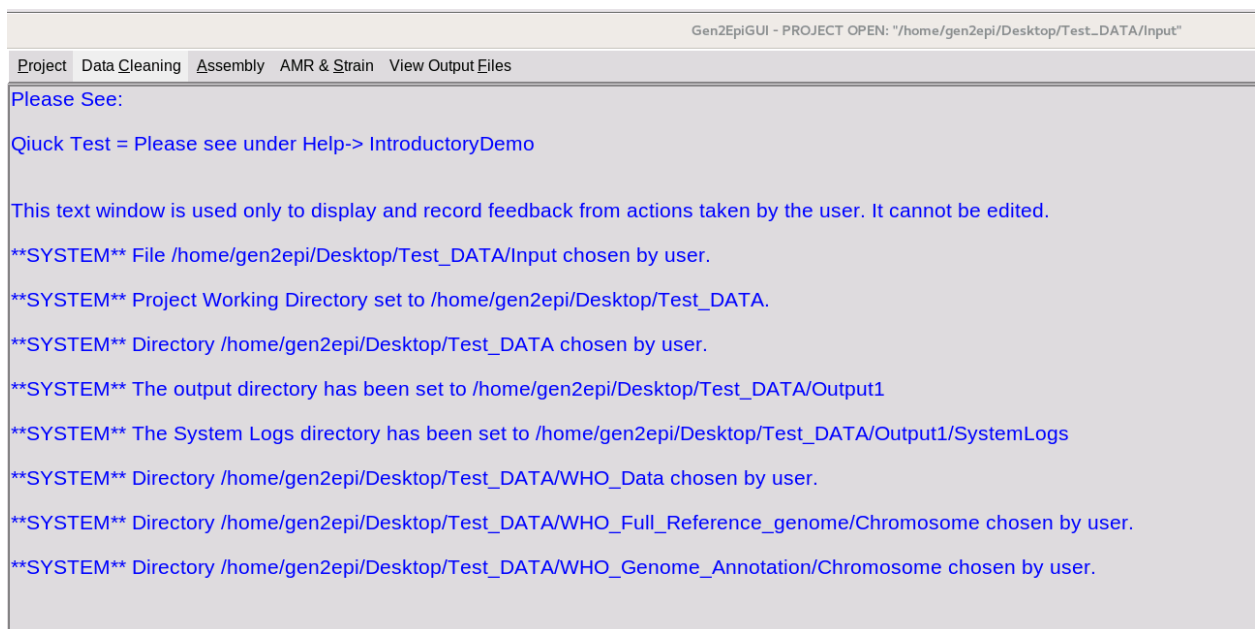 Gen2EpiGUI - PROJECT OPEN: "/home/gen2epi/Desktop/Test_DATA/Input"
Project Data Cleaning Assembly AMR & Strain View Output Files
Please See:
Qiuck Test = Please see under Help-> IntroductoryDemo
This text window is used only to display and record feedback from actions taken by the user. It cannot be edited.
**SYSTEM** File /home/gen2epi/Desktop/Test_DATA/Input chosen by user.
**SYSTEM** Project Working Directory set to /home/gen2epi/Desktop/Test_DATA.
**SYSTEM** Directory /home/gen2epi/Desktop/Test_DATA chosen by user.
**SYSTEM** The output directory has been set to /home/gen2epi/Desktop/Test_DATA/Output1
**SYSTEM** The System Logs directory has been set to /home/gen2epi/Desktop/Test_DATA/Output1/SystemLogs
**SYSTEM** Directory /home/gen2epi/Desktop/Test_DATA/WHO_Data chosen by user.
**SYSTEM** Directory /home/gen2epi/Desktop/Test_DATA/WHO_Full_Reference_genome/Chromosome chosen by user.
**SYSTEM** Directory /home/gen2epi/Desktop/Test_DATA/WHO_Genome_Annotation/Chromosome chosen by user.